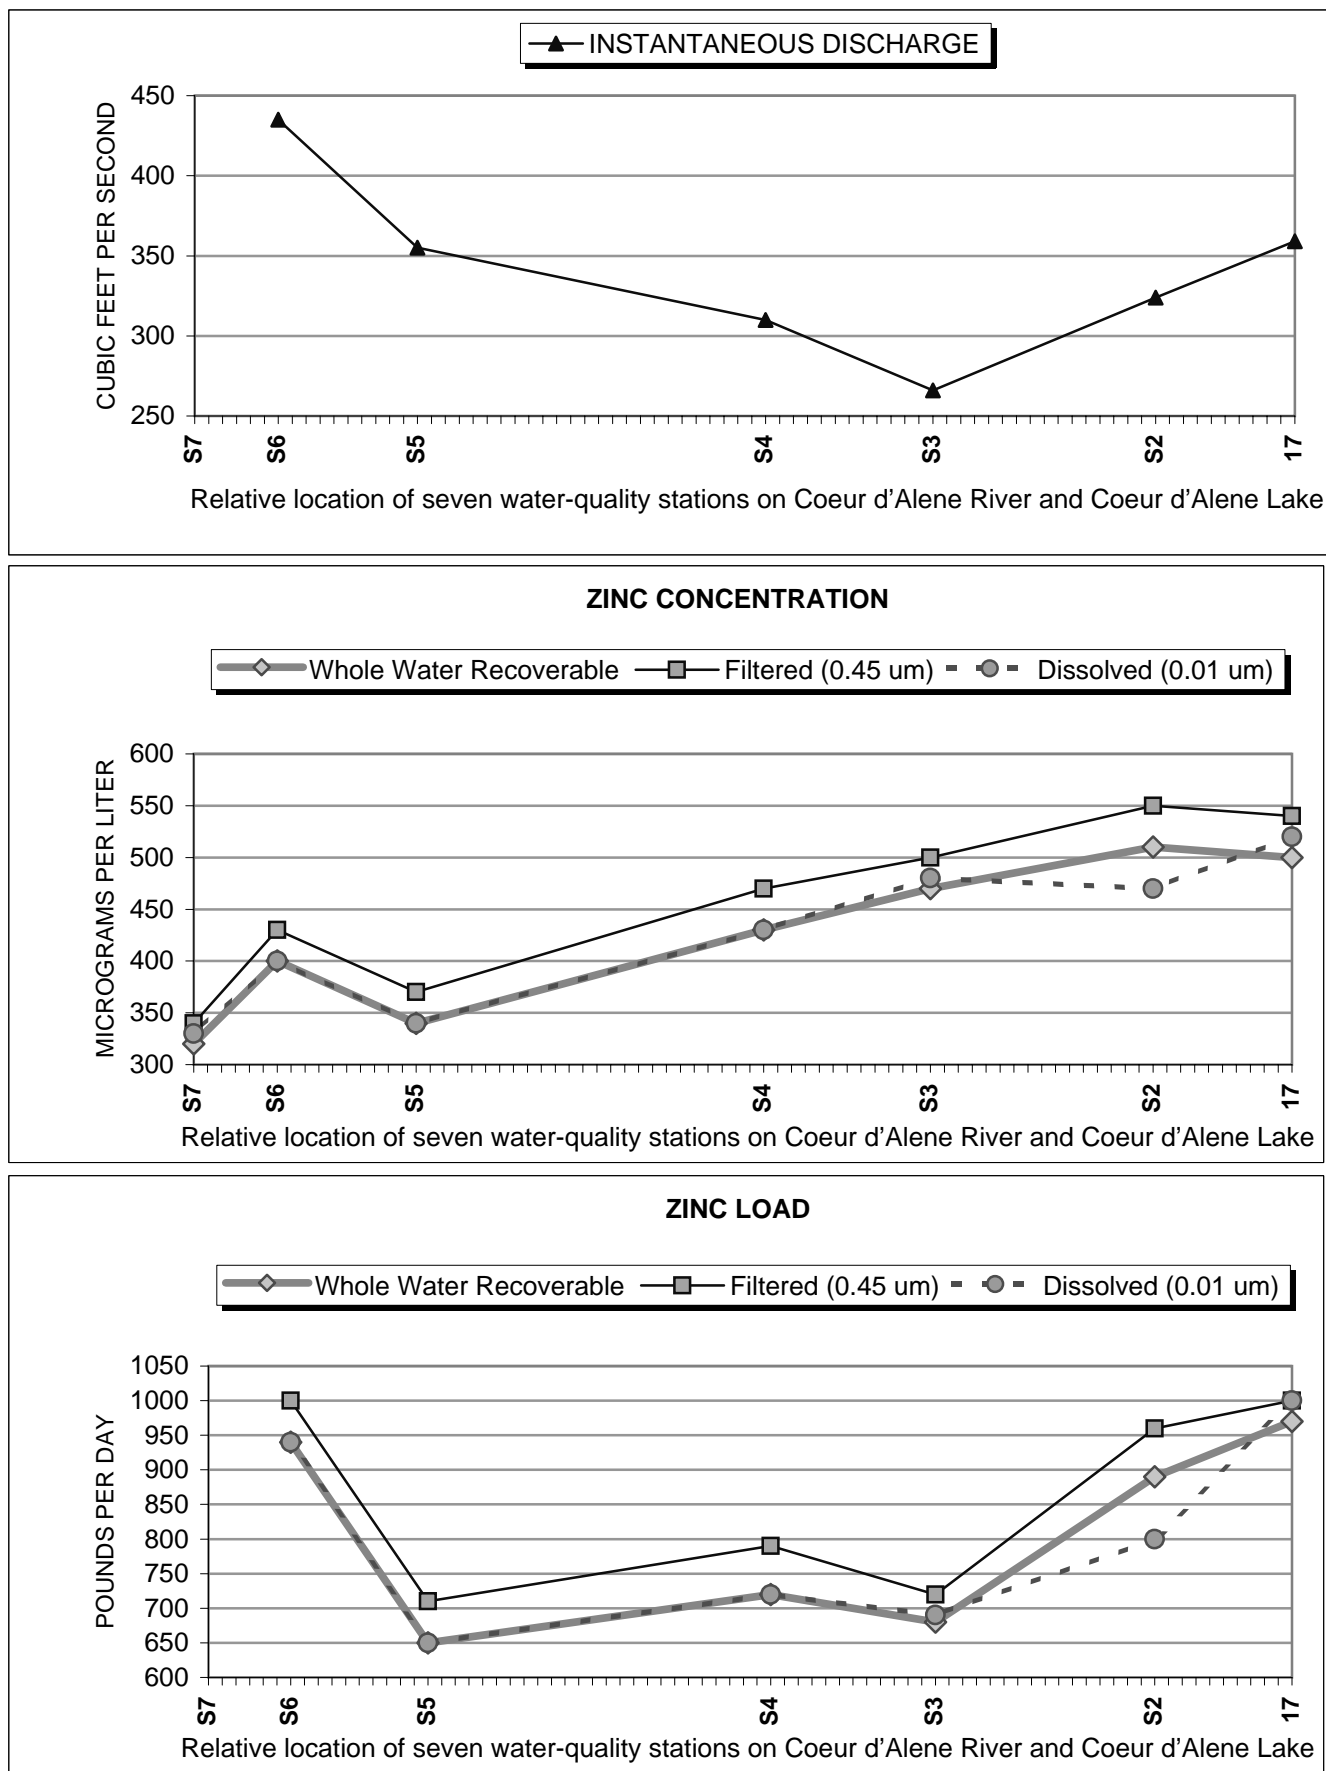 INSTANTANEOUS DISCHARGE
CUBIC FEET PER SECOND
450
400
350
300
250
S7 S6 S5 S4 S3 S2 17
Relative location of seven water-quality stations on Coeur d’Alene River and Coeur d’Alene Lake
ZINC CONCENTRATION
Whole Water Recoverable Filtered (0.45 um) Dissolved (0.01 um)
MICROGRAMS PER LITER
600
550
500
450
400
350
300
S7 S6 S5 S4 S3 S2 17
Relative location of seven water-quality stations on Coeur d’Alene River and Coeur d’Alene Lake
ZINC LOAD
Whole Water Recoverable Filtered (0.45 um) Dissolved (0.01 um)
POUNDS PER DAY
1050
1000
950
900
850
800
750
700
650
600
S7 S6 S5 S4 S3 S2 17
Relative location of seven water-quality stations on Coeur d’Alene River and Coeur d’Alene Lake